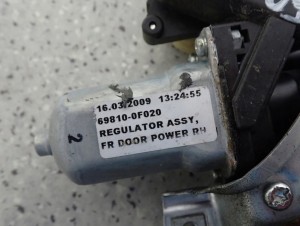 16.03/2009 13:24:55
69810-0F020
REGULATOR ASSY,
FR DOOR POWER RH
2